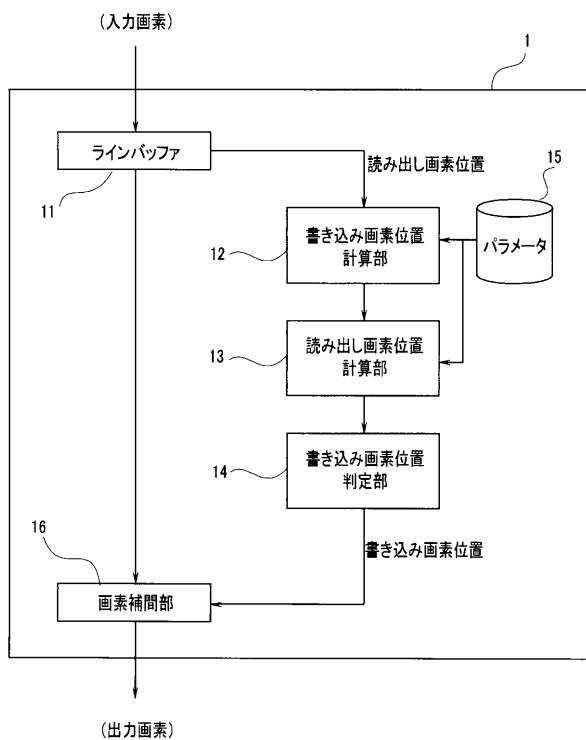 (入力画素)
1
ラインバッファ
11
読み出し画素位置
15
パラメータ
書き込み画素位置
計算部
12
読み出し画素位置
計算部
13
書き込み画素位置
判定部
14
書き込み画素位置
16
画素補間部
(出力画素)